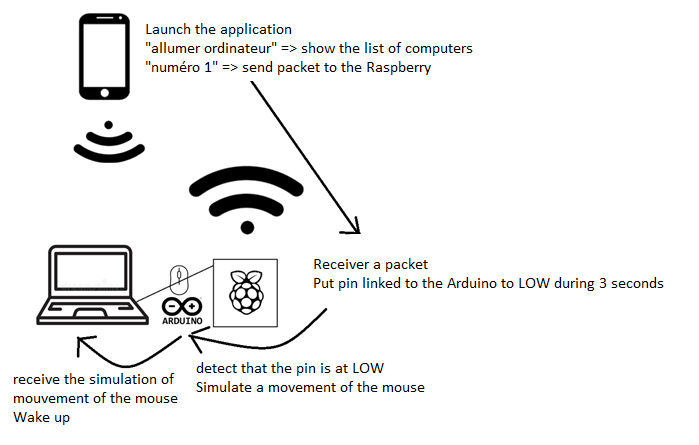 Launch the application
"allumer ordinateur" => show the list of computers
"numéro 1" => send packet to the Raspberry
Receiver a packet
Put pin linked to the Arduino to LOW during 3 seconds
ARDUINO
detect that the pin is at LOW
Simulate a movement of the mouse
receive the simulation of
mouvement of the mouse
Wake up